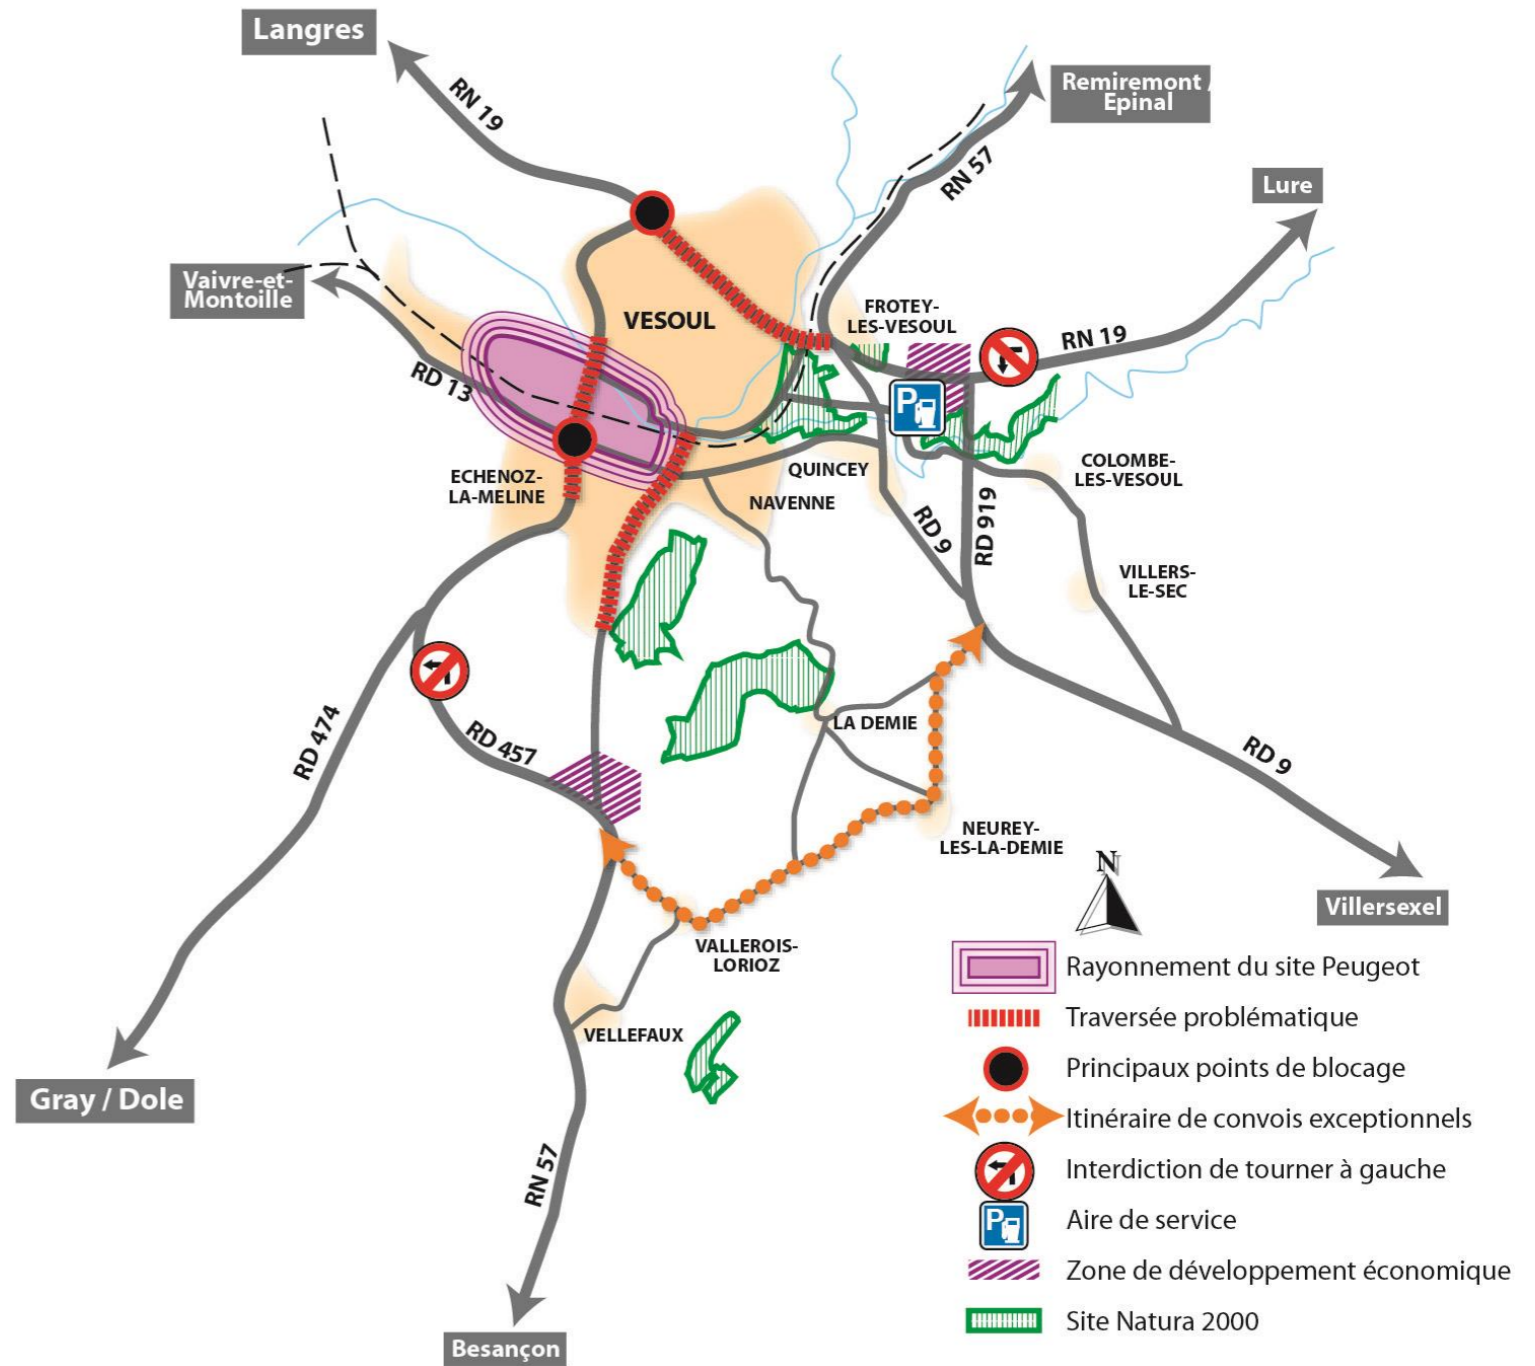 Langres
RN 19
Remiremont /
Epinal
RN 57
Lure
Vaivre-et-
Montoille
VESOUL
FROTEY-
LES-VESOUL
RN 19
RD 13
P
ECHENOZ-
LA-MELINE
QUINCEY
COLOMBE-
LES-VESOUL
NAVENNE
RD 9
RD 919
VILLERS-
LE-SEC
RD 474
RD 457
LA DEMIE
RD 9
NEUREY-
LES-LA-DEMIE
N
Villersexel
VALLEROIS-
LORIOZ
VELLEFAUX
Gray / Dole
RN 57
Besançon
Rayonnement du site Peugeot
Traversée problématique
Principaux points de blocage
Itinéraire de convois exceptionnels
Interdiction de tourner à gauche
P
Aire de service
Zone de développement économique
Site Natura 2000